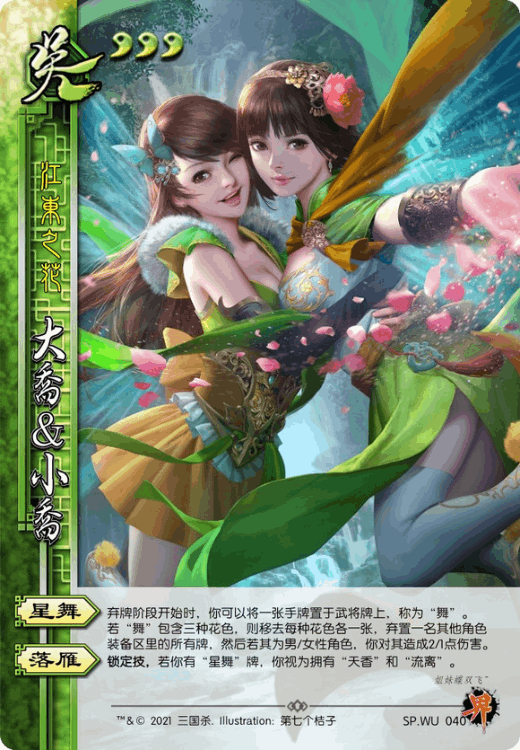 吴
江東之花
大喬&小喬
星舞
弃牌阶段开始时，你可以将一张手牌置于武将牌上，称为“舞”。
若“舞”包含三种花色，则移去每种花色各一张，弃置一名其他角色
装备区里的所有牌，然后若其为男/女性角色，你对其造成2/1点伤害。
落雁
锁定技，若你有“星舞”牌，你视为拥有“天香”和“流离”。
姐妹蝶双飞”
界
™&© 2021 三国杀. Illustration: 第七个桔子
SP.WU 040